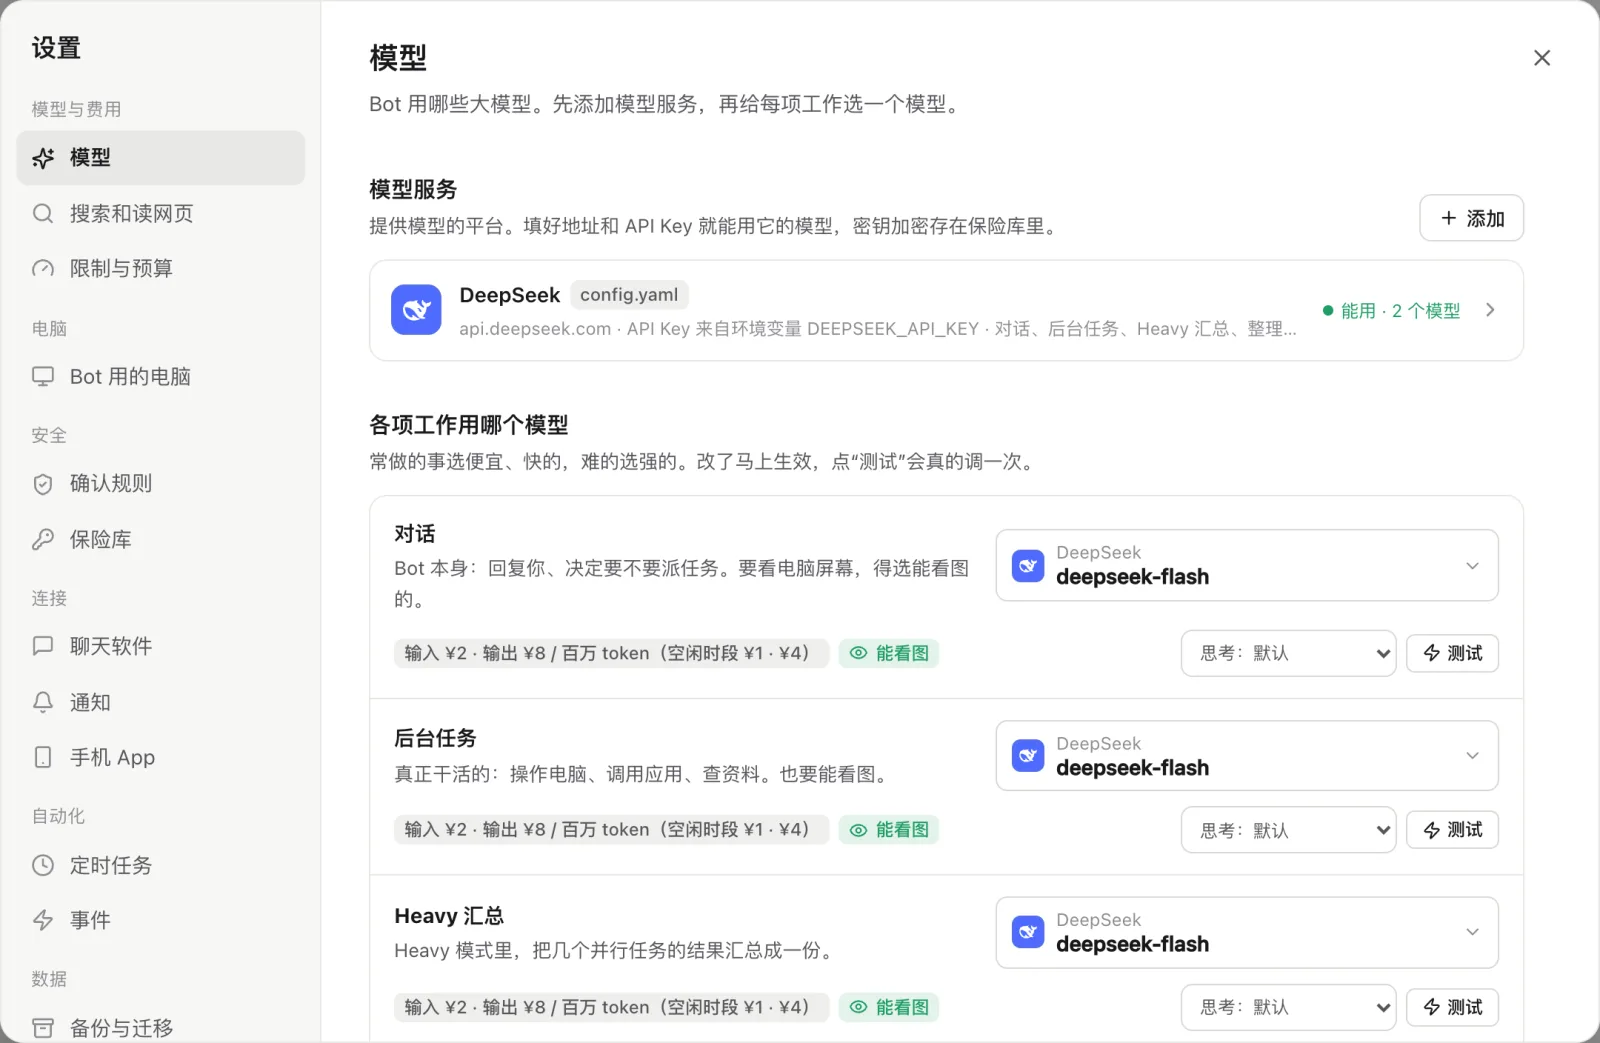 设置
模型与费用
模型
搜索和读网页
限制与预算
电脑
Bot 用的电脑
安全
确认规则
保险库
连接
聊天软件
通知
手机 App
自动化
定时任务
事件
数据
备份与迁移
模型
Bot 用哪些大模型。先添加模型服务，再给每项工作选一个模型。
模型服务
提供模型的平台。填好地址和 API Key 就能用它的模型，密钥加密存在保险库里。
添加
DeepSeek config.yaml
api.deepseek.com · API Key 来自环境变量 DEEPSEEK_API_KEY · 对话、后台任务、Heavy 汇总、整理...
能用 · 2 个模型
各项工作用哪个模型
常做的事选便宜、快的，难的选强的。改了马上生效，点“测试”会真的调一次。
对话
Bot 本身：回复你、决定要不要派任务。要看电脑屏幕，得选能看图
的。
DeepSeek
deepseek-flash
输入 ¥2 · 输出 ¥8 / 百万 token（空闲时段 ¥1 · ¥4） 能看图
思考：默认 测试
后台任务
真正干活的：操作电脑、调用应用、查资料。也要能看图。
DeepSeek
deepseek-flash
输入 ¥2 · 输出 ¥8 / 百万 token（空闲时段 ¥1 · ¥4） 能看图
思考：默认 测试
Heavy 汇总
Heavy 模式里，把几个并行任务的结果汇总成一份。
DeepSeek
deepseek-flash
输入 ¥2 · 输出 ¥8 / 百万 token（空闲时段 ¥1 · ¥4） 能看图
思考：默认 测试